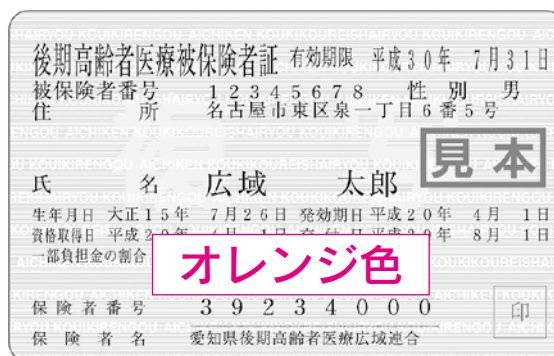 後期高齢者医療被保険者証 有効期限 平成30年 7月31日
被保険者番号 12345678 性別 男
住所 名古屋市東区泉一丁目6番5号
見本
氏名 広域 太郎
生年月日 大正15年 7月26日 発効期日 平成20年 4月 1日
資格取得日 平成 年 8月 1日
一部負担金の割合
オレンジ色
保険者番号 39234000
印
保険者名 愛知県後期高齢者医療広域連合